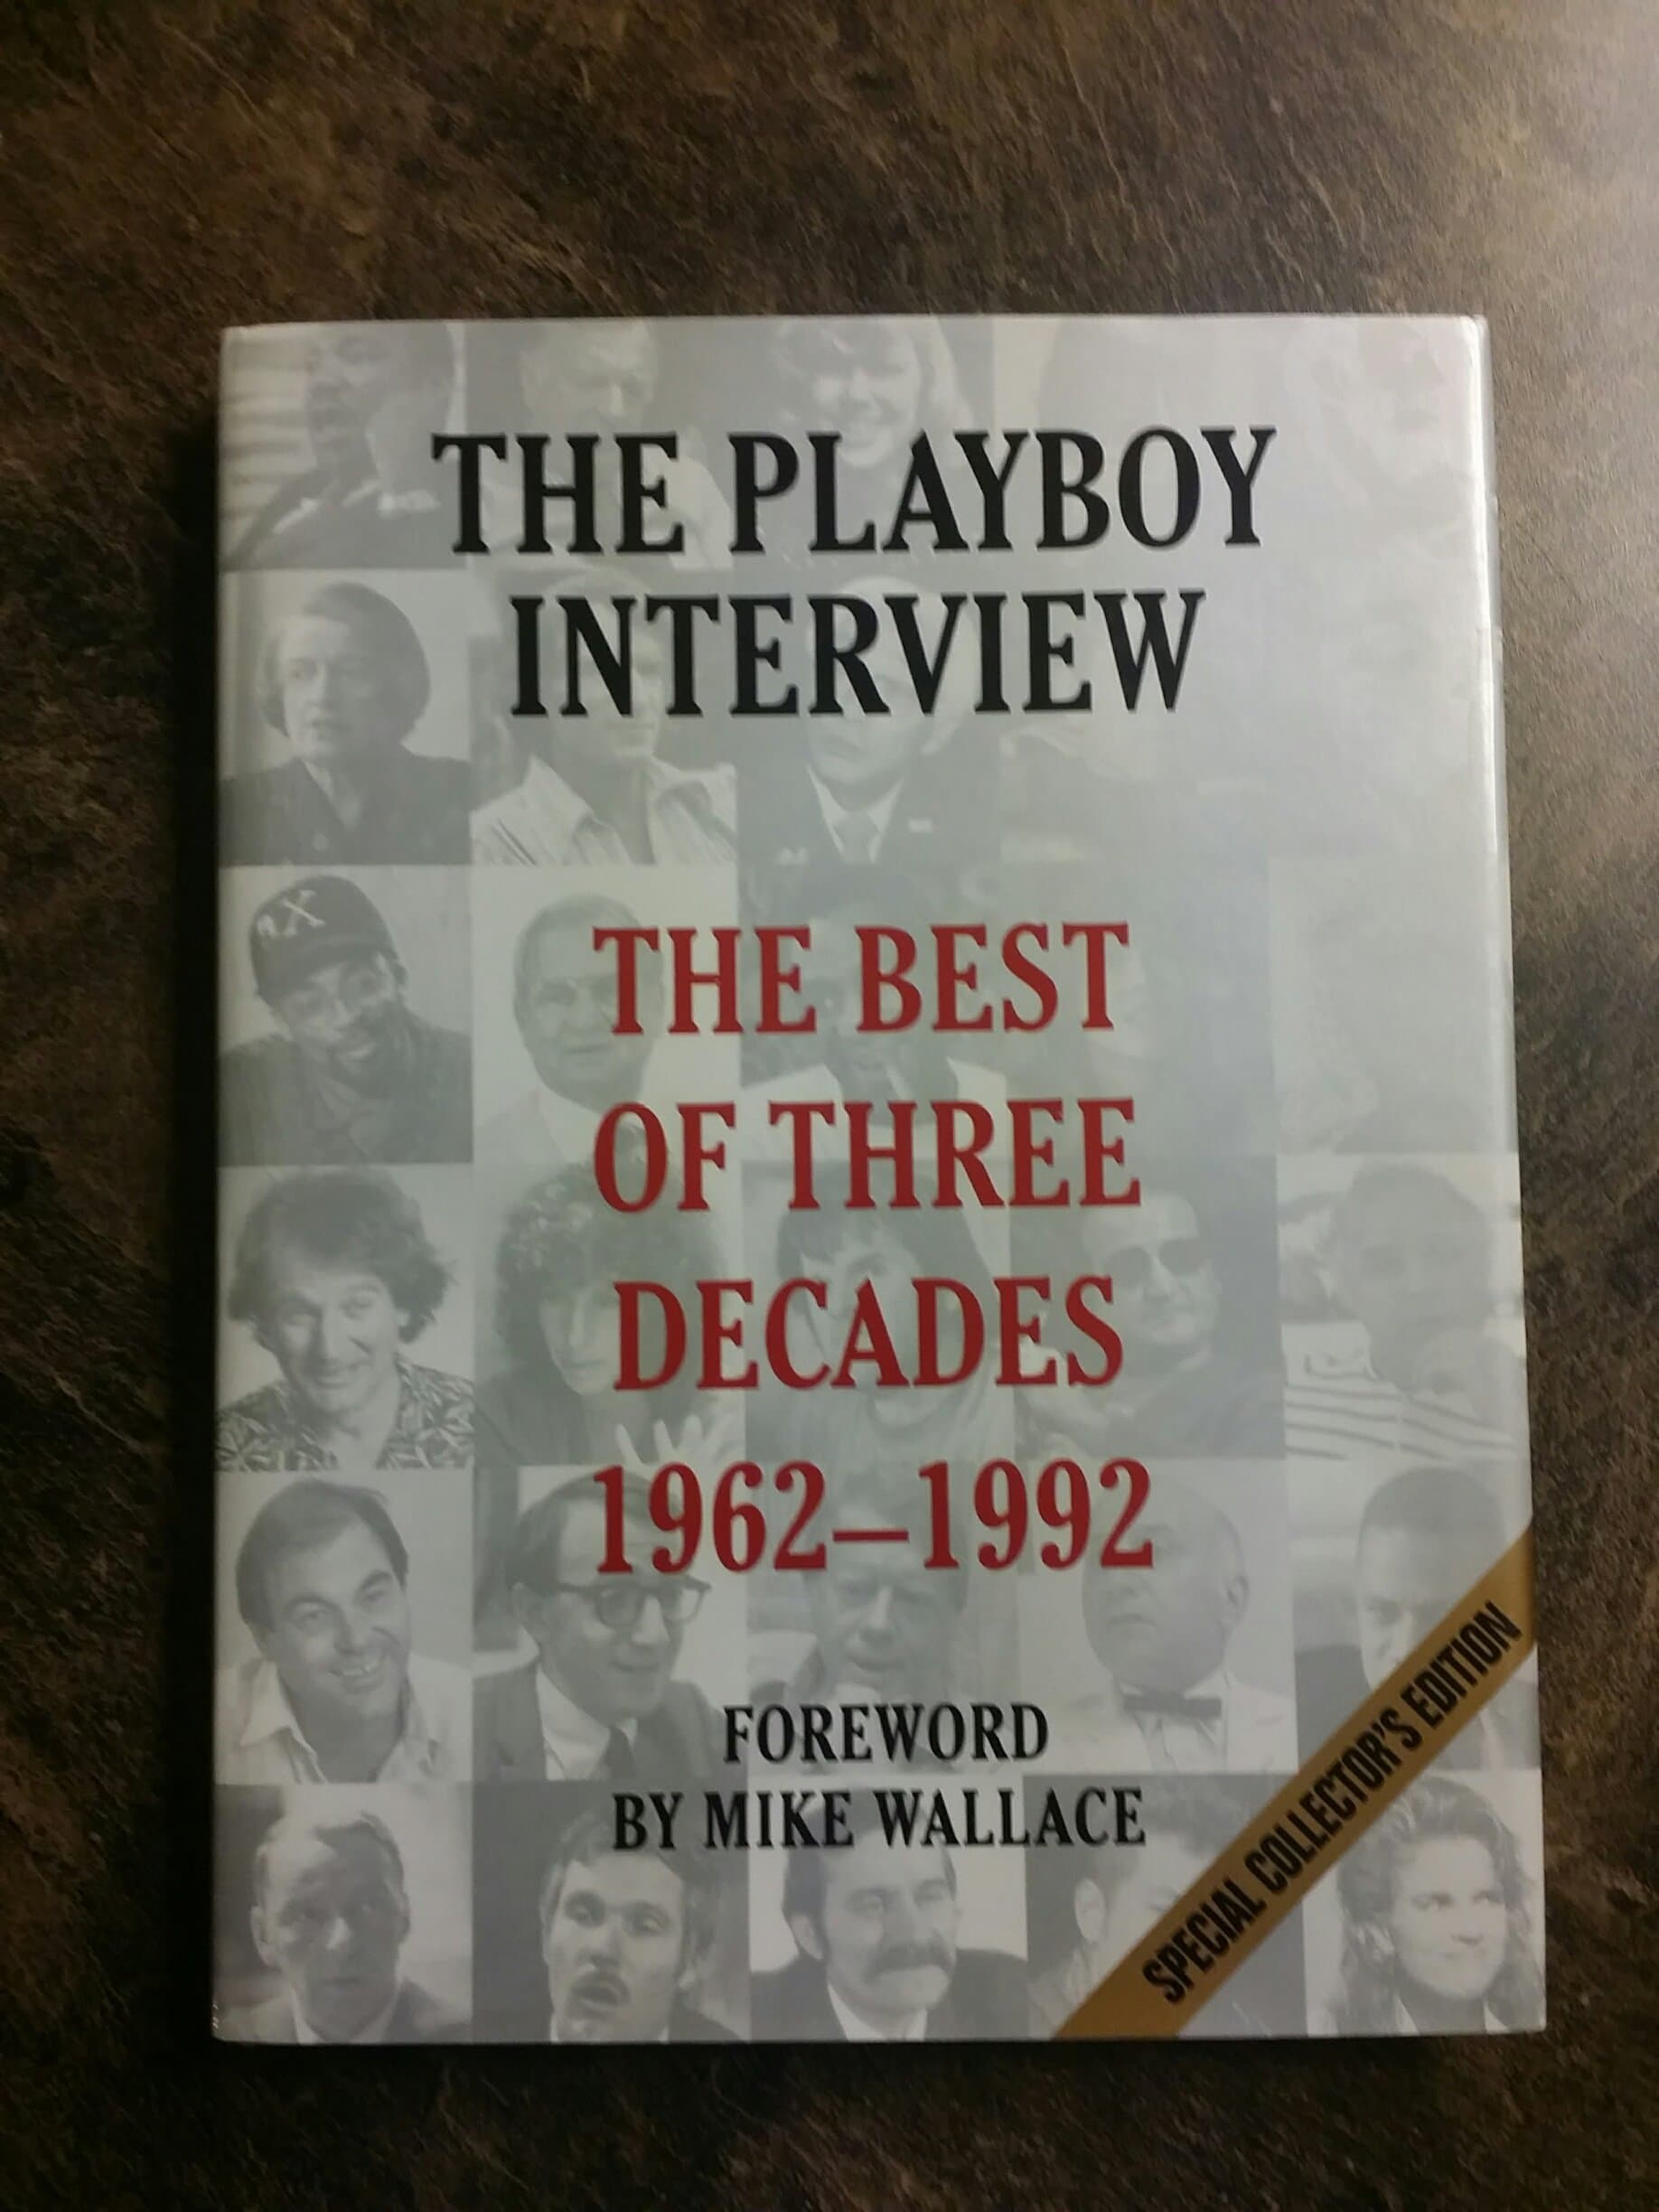 THE PLAYBOY
INTERVIEW
THE BEST
OF THREE
DECADES
1962–1992
FOREWORD
BY MIKE WALLACE
SPECIAL COLLECTOR'S EDITION
X